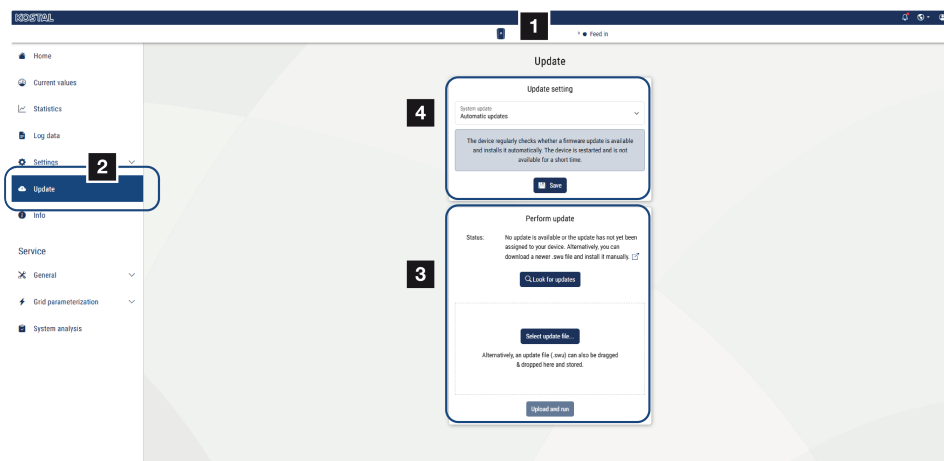 KOSTAL
1
Feed in
Home
Current values
Statistics
Log data
Settings
2
Update
Info
Service
General
Grid parameterization
System analysis
Update
4
Update setting
System update
Automatic updates
The device regularly checks whether a firmware update is available
and installs it automatically. The device is restarted and is not
available for a short time.
Save
3
Perform update
Status: No update is available or the update has not yet been
assigned to your device. Alternatively, you can
download a newer .swu file and install it manually.
Look for updates
Select update file...
Alternatively, an update file (.swu) can also be dragged
& dropped here and stored.
Upload and run